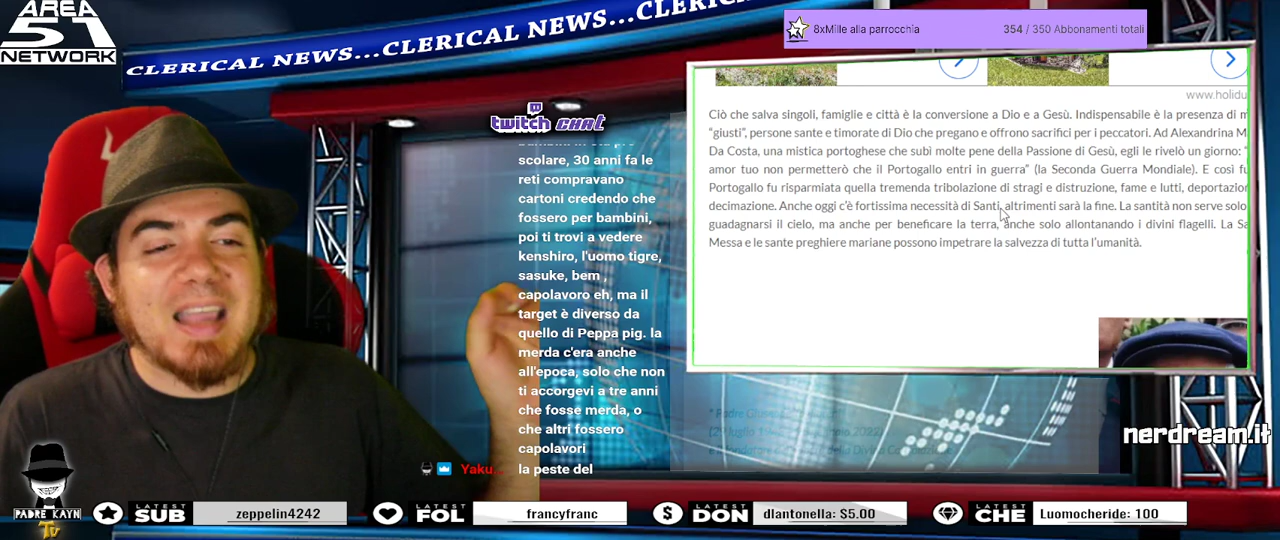 AREA
51
NETWORK
CLERICAL NEWS...CLERICAL NEWS...CLERICAL NEWS...CLERIC
8xMille alla parrocchia 354 / 350 Abbonamenti totali
www.holidu
Ciò che salva singoli, famiglie e città è la conversione a Dio e a Gesù. Indispensabile è la presenza di
"giusti", persone sante e timorate di Dio che pregano e offrono sacrifici per i peccatori. Ad Alexandrina M
Da Costa, una mistica portoghese che subì molte pene della Passione di Gesù, egli le rivelò un giorno: "
amor tuo non permetterò che il Portogallo entri in guerra" (la Seconda Guerra Mondiale). E così fu
Portogallo fu risparmiata quella tremenda tribolazione di stragi e distruzione, fame e lutti, deportazion
decimazione. Anche oggi c'è fortissima necessità di Santi, altrimenti sarà la fine. La santità non serve solo
guadagnarsi il cielo, ma anche per beneficare la terra, anche solo allontanando i divini flagelli. La Sa
Messa e le sante preghiere mariane possono impetrare la salvezza di tutta l'umanità.
twitch chat
scolare, 30 anni fa le
reti compravano
cartoni credendo che
fossero per bambini,
poi ti trovi a vedere
kenshiro, l'uomo tigre,
sasuke, bem ,
capolavoro eh, ma il
target è diverso da
quello di Peppa pig. la
merda c'era anche
all'epoca, solo che non
ti accorgevi a tre anni
che fosse merda, o
che altri fossero
capolavori
Yaku la peste del
nerdream.it
PADRE KAYN
Tv
LATEST SUB zeppelin4242
LATEST FOL francyfranc
LATEST DON dlantonella: $5.00
LATEST CHE Luomocheride: 100